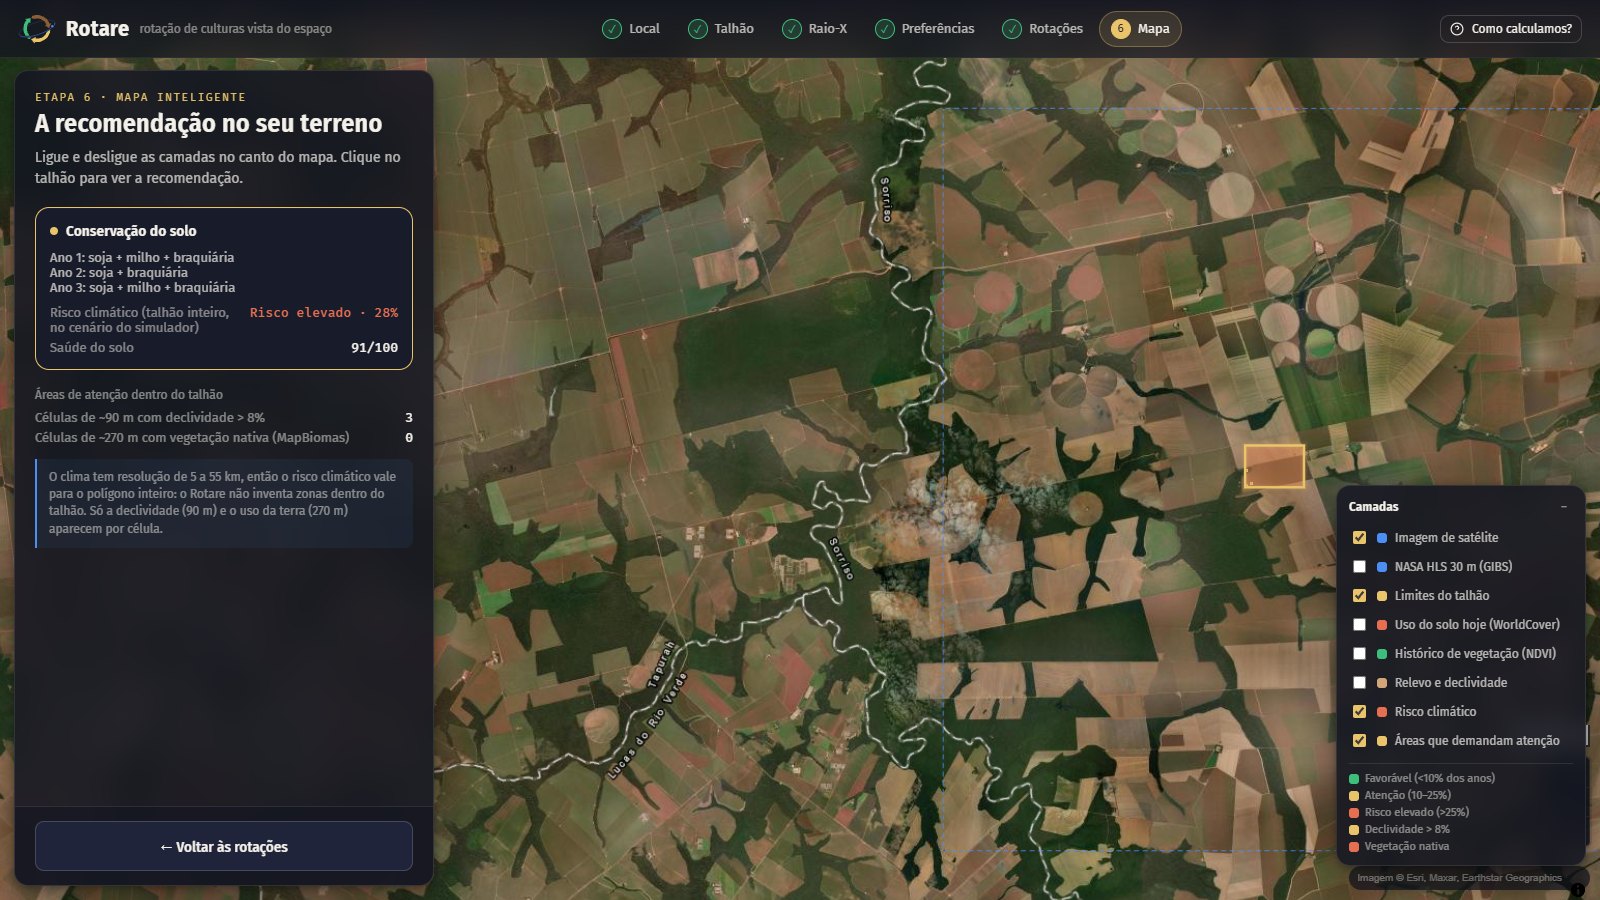 Rotare
rotação de culturas vista do espaço
Local
Talhão
Raio-X
Preferências
Rotações
6 Mapa
Como calculamos?
ETAPA 6 · MAPA INTELIGENTE
A recomendação no seu terreno
Ligue e desligue as camadas no canto do mapa. Clique no
talhão para ver a recomendação.
Conservação do solo
Ano 1: soja + milho + braquiária
Ano 2: soja + braquiária
Ano 3: soja + milho + braquiária
Risco climático (talhão inteiro,
no cenário do simulador)
Risco elevado · 28%
Saúde do solo
91/100
Áreas de atenção dentro do talhão
Células de ~90 m com declividade > 8%
3
Células de ~270 m com vegetação nativa (MapBiomas)
0
O clima tem resolução de 5 a 55 km, então o risco climático vale
para o polígono inteiro: o Rotare não inventa zonas dentro do
talhão. Só a declividade (90 m) e o uso da terra (270 m)
aparecem por célula.
← Voltar às rotações
Sorriso
Sorriso
Tapurah
Lucas do Rio Verde
Camadas
−
Imagem de satélite
NASA HLS 30 m (GIBS)
Limites do talhão
Uso do solo hoje (WorldCover)
Histórico de vegetação (NDVI)
Relevo e declividade
Risco climático
Áreas que demandam atenção
Favorável (<10% dos anos)
Atenção (10–25%)
Risco elevado (>25%)
Declividade > 8%
Vegetação nativa
Imagem © Esri, Maxar, Earthstar Geographics